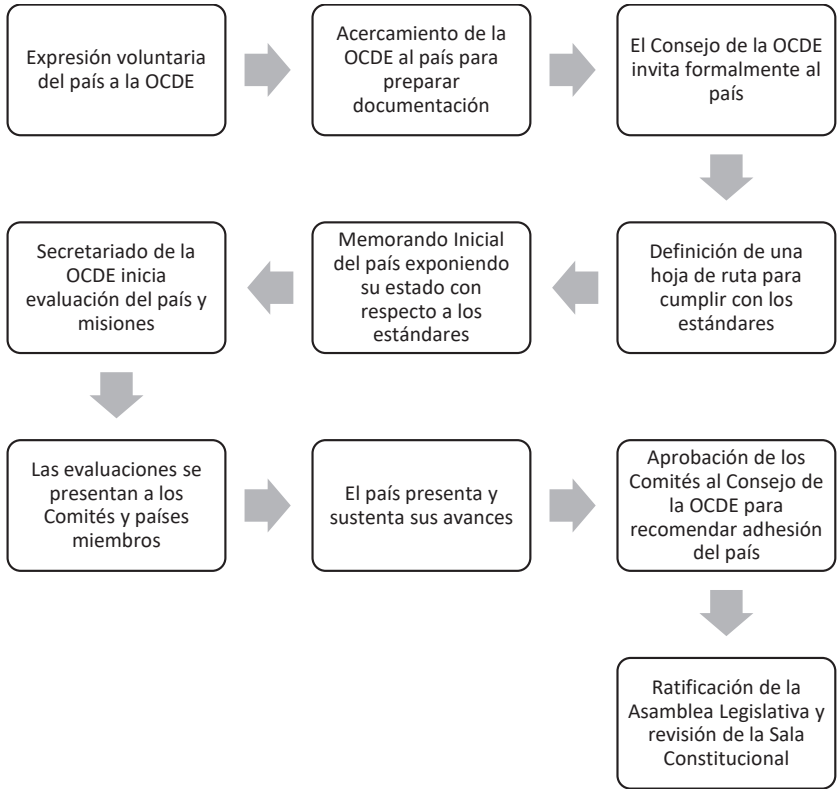 Expresión voluntaria
del país a la OCDE
Acercamiento de la
OCDE al país para
preparar
documentación
El Consejo de la OCDE
invita formalmente al
país
Definición de una
hoja de ruta para
cumplir con los
estándares
Memorando Inicial
del país exponiendo
su estado con
respecto a los
estándares
Secretariado de la
OCDE inicia
evaluación del país y
misiones
Las evaluaciones se
presentan a los
Comités y países
miembros
El país presenta y
sustenta sus avances
Aprobación de los
Comités al Consejo de
la OCDE para
recomendar adhesión
del país
Ratificación de la
Asamblea Legislativa y
revisión de la Sala
Constitucional